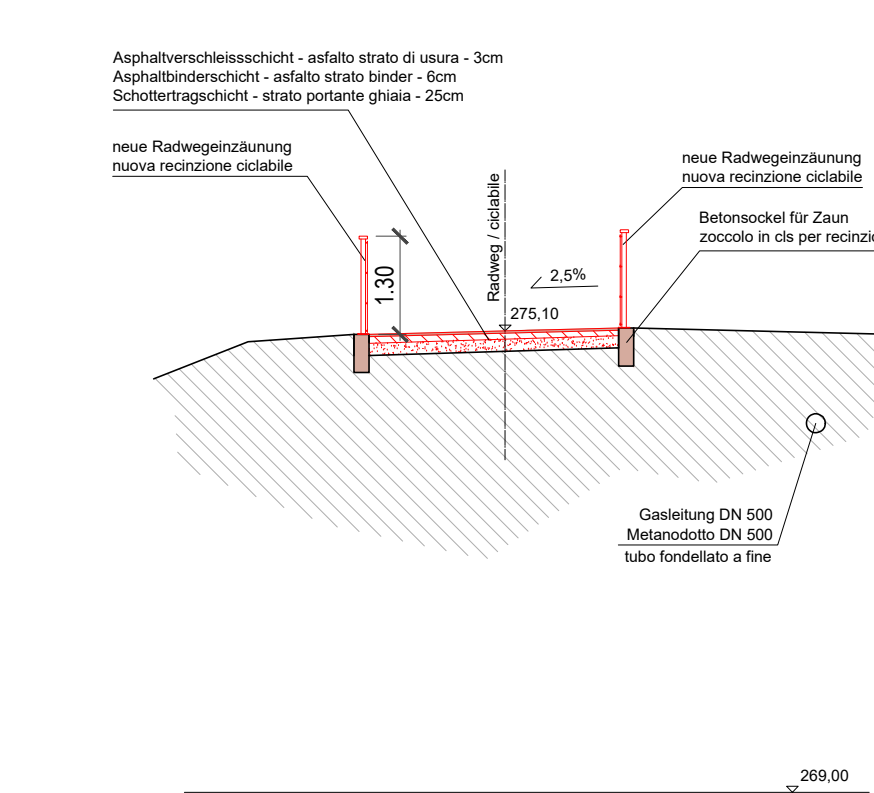 Asphaltverschleissschicht - asfalto strato di usura - 3cm
Asphaltbinderschicht - asfalto strato binder - 6cm
Schottertragschicht - strato portante ghiaia - 25cm
neue Radwegeinzäunung
nuova recinzione ciclabile
neue Radwegeinzäunung
nuova recinzione ciclabile
Betonsockel für Zaun
zoccolo in cls per recinzio
Radweg / ciclabile
1.30
2,5%
275,10
Gasleitung DN 500
Metanodotto DN 500
tubo fondellato a fine
269,00